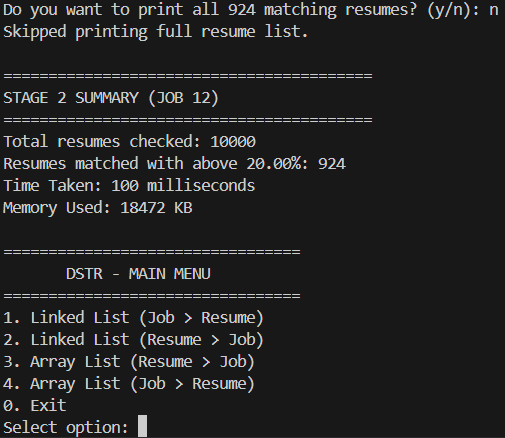 Do you want to print all 924 matching resumes? (y/n): n
Skipped printing full resume list.
=========================================
STAGE 2 SUMMARY (JOB 12)
=========================================
Total resumes checked: 10000
Resumes matched with above 20.00%: 924
Time Taken: 100 milliseconds
Memory Used: 18472 KB
=================================
DSTR - MAIN MENU
=================================
1. Linked List (Job > Resume)
2. Linked List (Resume > Job)
3. Array List (Resume > Job)
4. Array List (Job > Resume)
0. Exit
Select option: